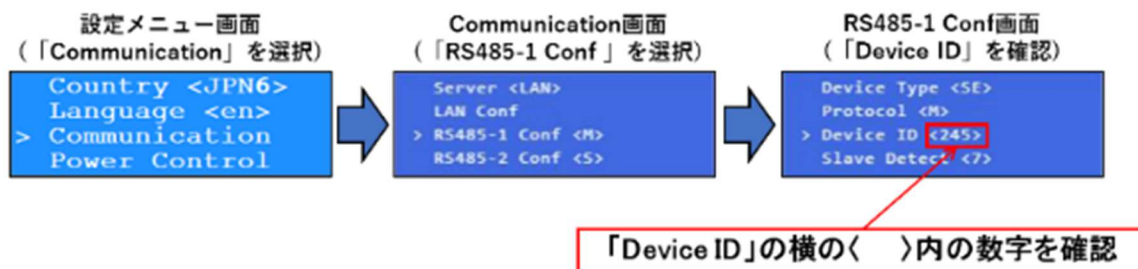 設定メニュー画面
（「Communication」を選択）
Country <JPN6>
Language <en>
> Communication
Power Control
Communication画面
（「RS485-1 Conf 」を選択）
Server <LAN>
LAN Conf
> RS485-1 Conf <M>
RS485-2 Conf <S>
RS485-1 Conf画面
（「Device ID」を確認）
Device Type <SE>
Protocol <M>
> Device ID <245>
Slave Detect <7>
「Device ID」の横の〈　〉内の数字を確認